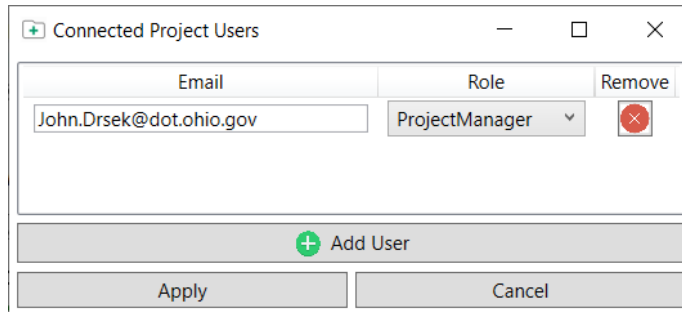 Connected Project Users
Email Role Remove
John.Drsek@dot.ohio.gov ProjectManager
Add User
Apply Cancel